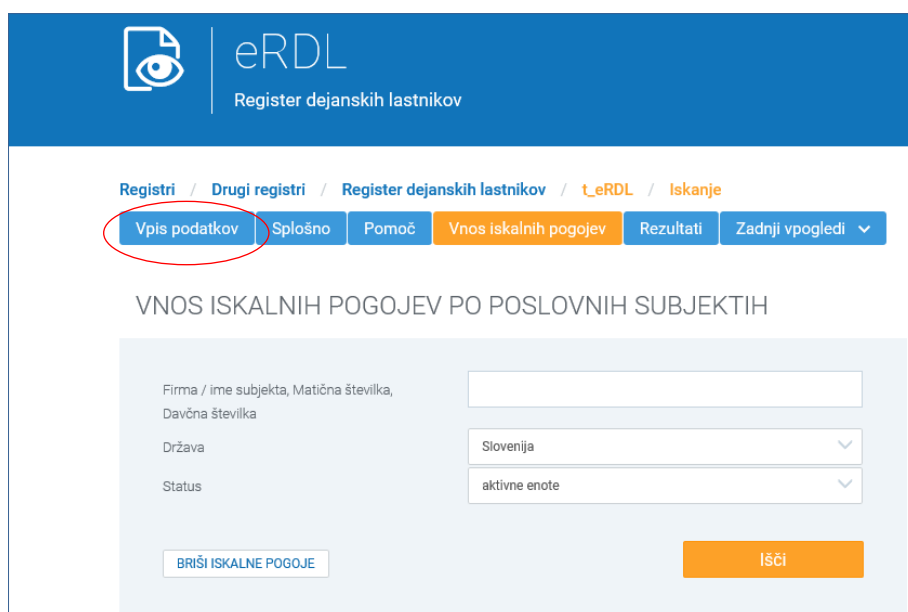 eRDL
Register dejanskih lastnikov
Registri / Drugi registri / Register dejanskih lastnikov / t_eRDL / Iskanje
Vpis podatkov Splošno Pomoč Vnos iskalnih pogojev Rezultati Zadnji vpogledi
VNOS ISKALNIH POGOJEV PO POSLOVNIH SUBJEKTIH
Firma / ime subjekta, Matična številka,
Davčna številka
Država Slovenija
Status aktivne enote
BRIŠI ISKALNE POGOJE Išči